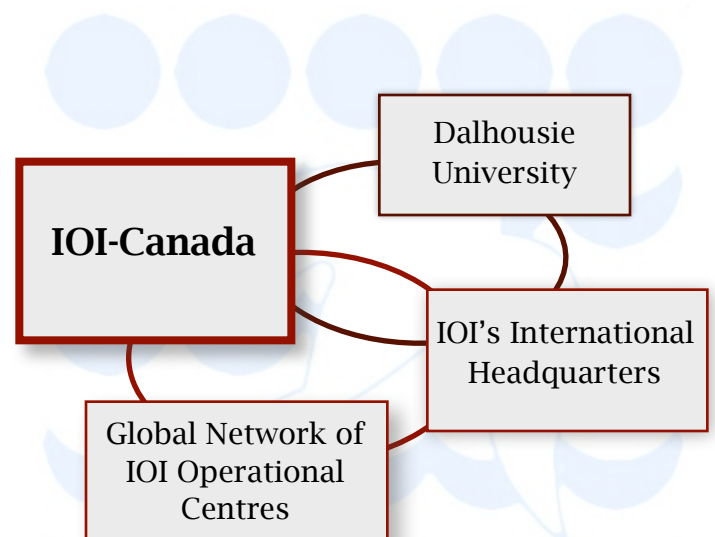 Dalhousie
University
IOI-Canada
IOI’s International
Headquarters
Global Network of
IOI Operational
Centres